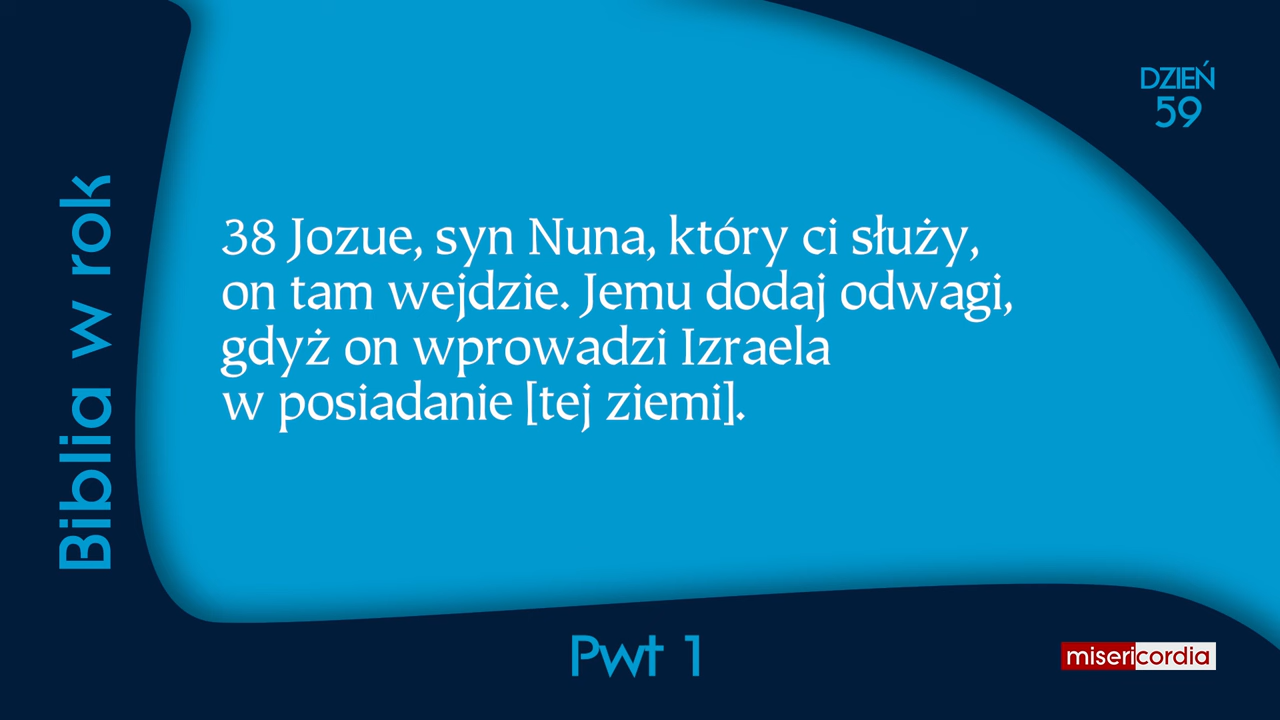 DZIEŃ
59
Biblia w rok
38 Jozue, syn Nuna, który ci służy,
on tam wejdzie. Jemu dodaj odwagi,
gdyż on wprowadzi Izraela
w posiadanie [tej ziemi].
Pwt 1
misericordia